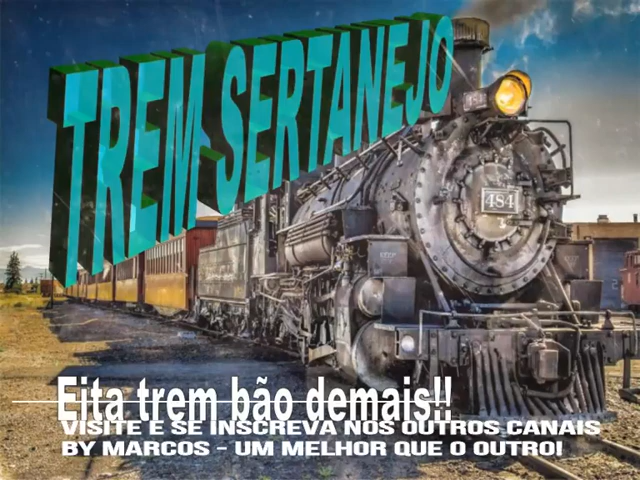 TREM SERTANEJO
484
484
Eita trem bão demais!!
VISITE E SE INSCREVA NOS OUTROS CANAIS
BY MARCOS - UM MELHOR QUE O OUTRO!